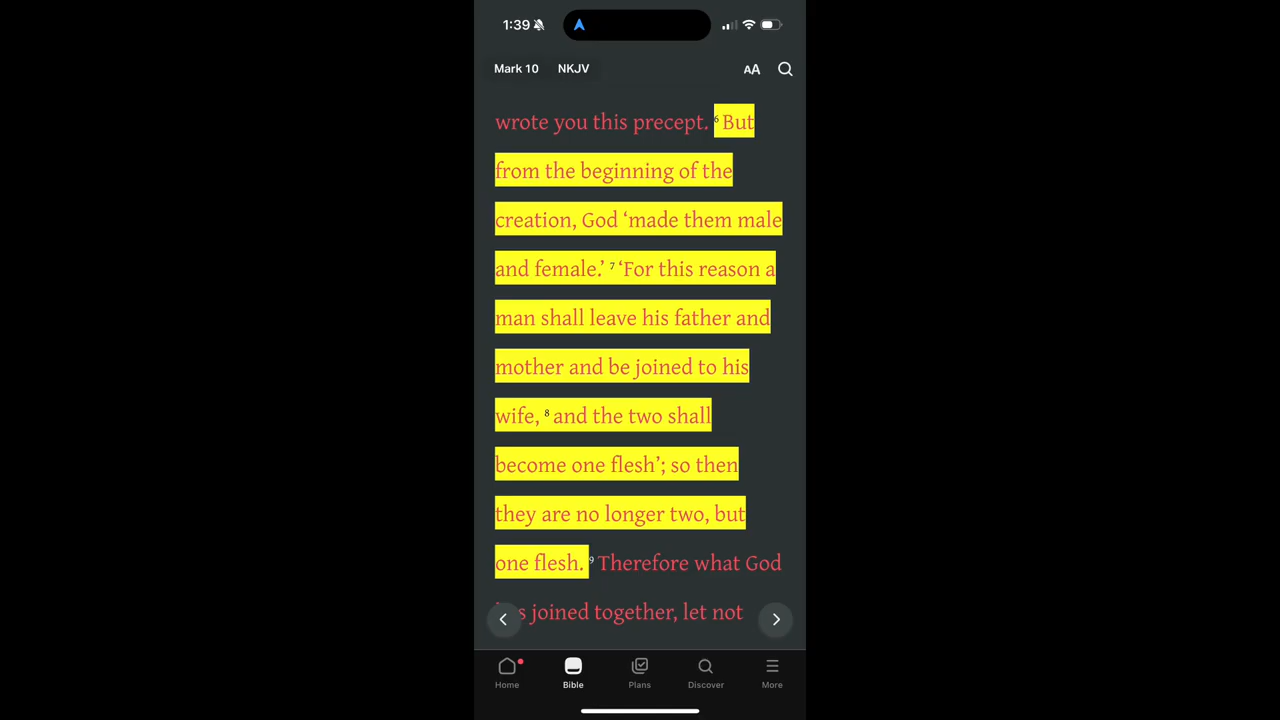 1:39
Mark 10 NKJV AA
wrote you this precept. 6 But
from the beginning of the
creation, God ‘made them male
and female.’ 7 ‘For this reason a
man shall leave his father and
mother and be joined to his
wife, 8 and the two shall
become one flesh’; so then
they are no longer two, but
one flesh. 9 Therefore what God
joined together, let not
Home Bible Plans Discover More